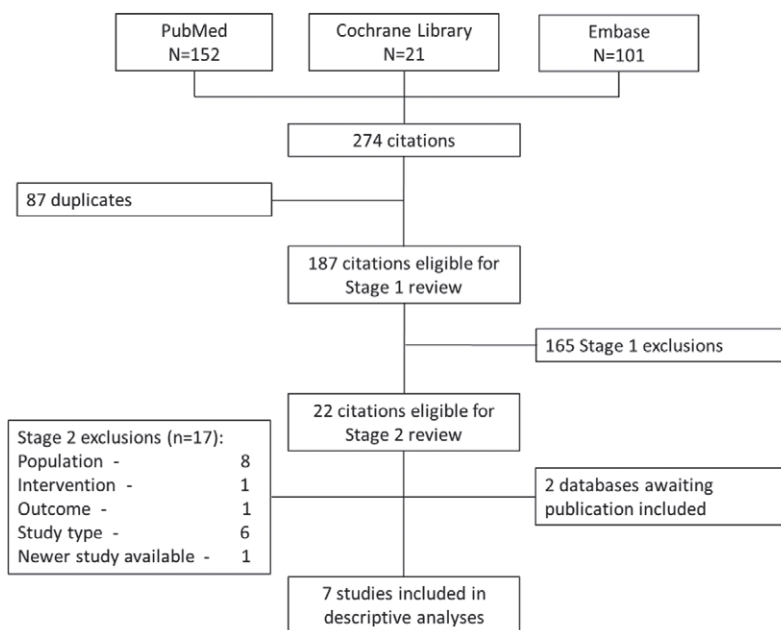 PubMed
N=152
Cochrane Library
N=21
Embase
N=101
274 citations
87 duplicates
187 citations eligible for
Stage 1 review
165 Stage 1 exclusions
22 citations eligible for
Stage 2 review
Stage 2 exclusions (n=17):
Population - 8
Intervention - 1
Outcome - 1
Study type - 6
Newer study available - 1
2 databases awaiting
publication included
7 studies included in
descriptive analyses